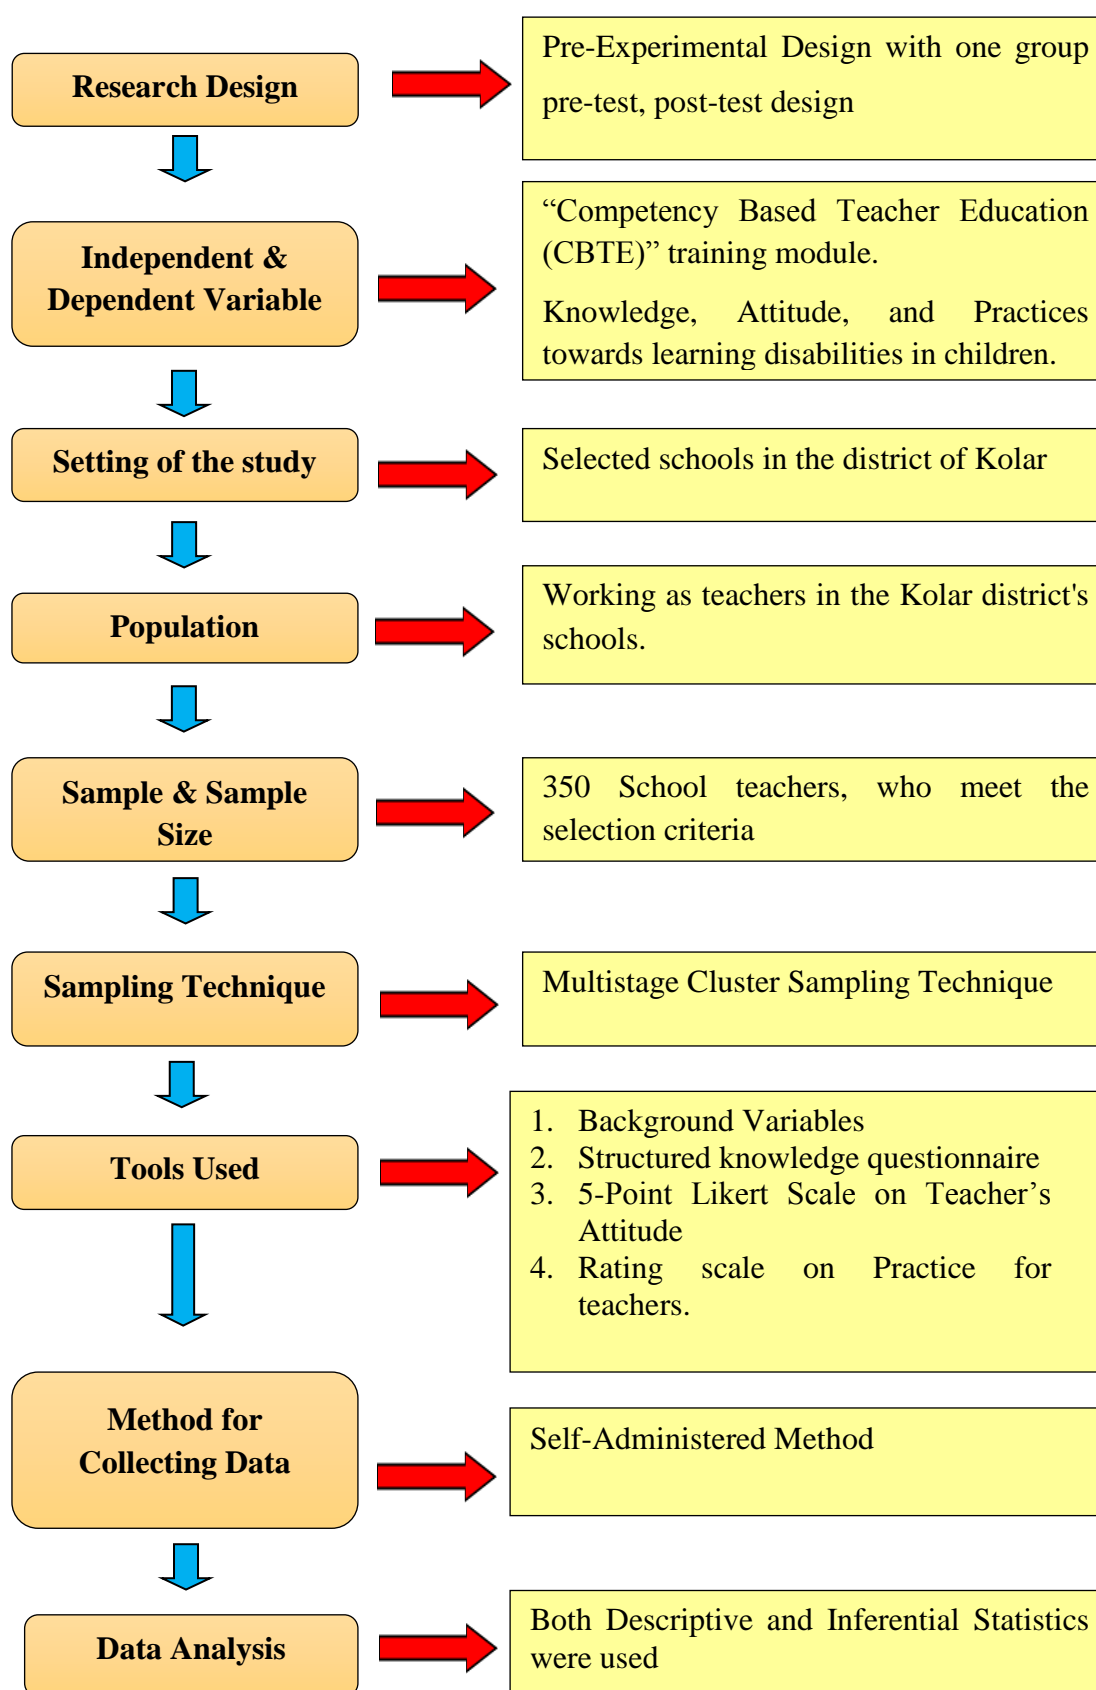 Research Design
Pre-Experimental Design with one group
pre-test, post-test design
Independent &
Dependent Variable
“Competency Based Teacher Education
(CBTE)” training module.
Knowledge, Attitude, and Practices
towards learning disabilities in children.
Setting of the study
Selected schools in the district of Kolar
Population
Working as teachers in the Kolar district's
schools.
Sample & Sample
Size
350 School teachers, who meet the
selection criteria
Sampling Technique
Multistage Cluster Sampling Technique
Tools Used
1. Background Variables
2. Structured knowledge questionnaire
3. 5-Point Likert Scale on Teacher’s
Attitude
4. Rating scale on Practice for
teachers.
Method for
Collecting Data
Self-Administered Method
Data Analysis
Both Descriptive and Inferential Statistics
were used